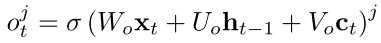 $o_t^j = \sigma \left( W_o \mathbf{x}_t + U_o \mathbf{h}_{t-1} + V_o \mathbf{c}_t \right)^j$